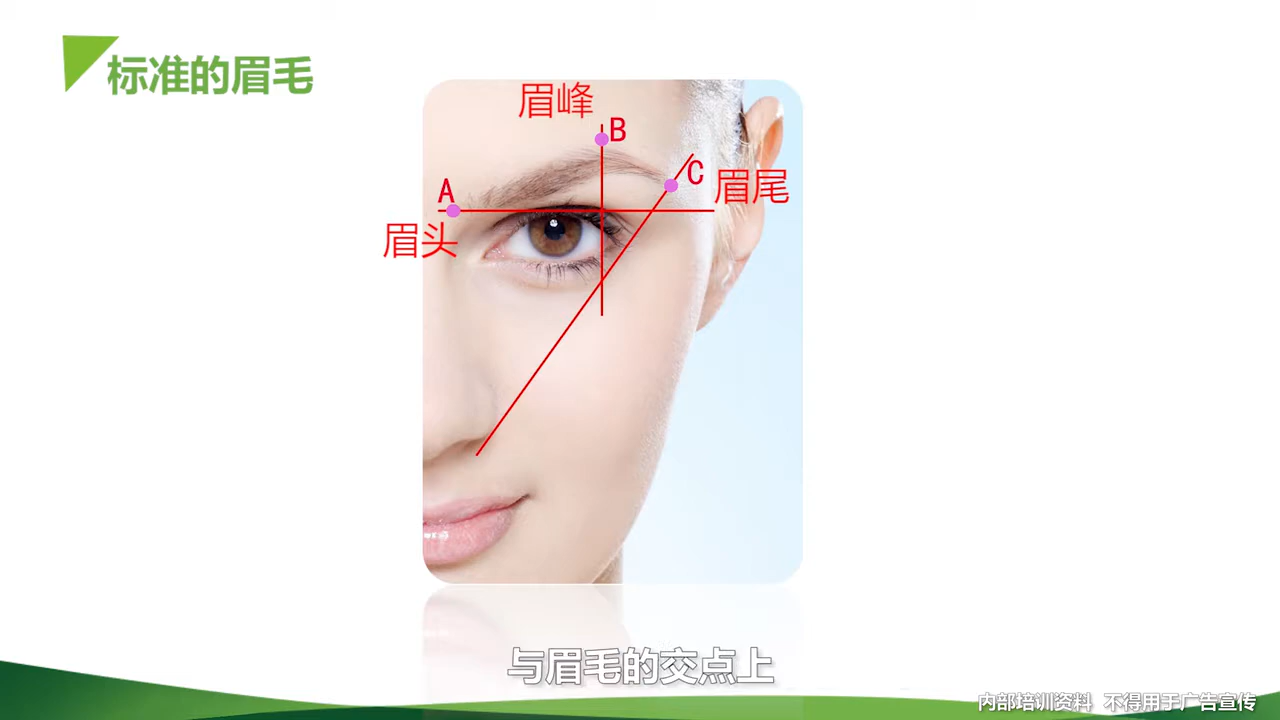 标准的眉毛
眉峰
B
A
C
眉尾
眉头
与眉毛的交点上
内部培训资料 不得用于广告宣传